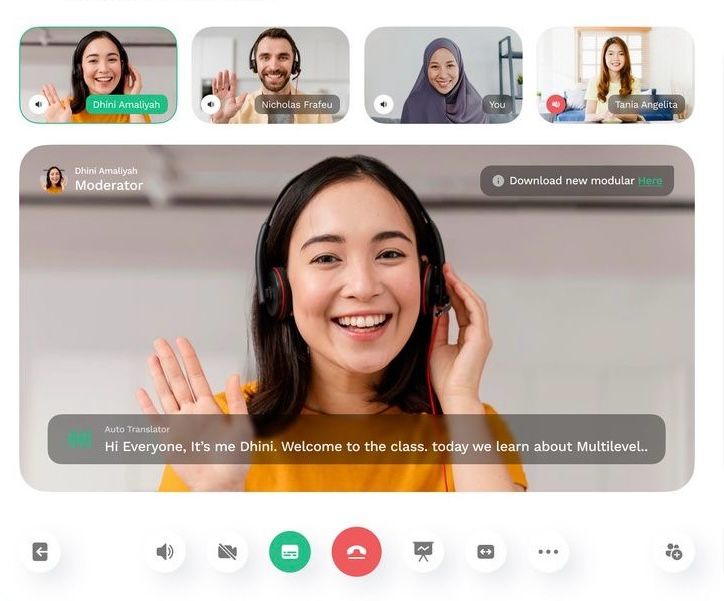 Dhini Amaliyah
Nicholas Frafeu
You
Tania Angelita
Dhini Amaliyah
Moderator
Download new modular Here
Auto Translator
Hi Everyone, It's me Dhini. Welcome to the class. today we learn about Multilevel..